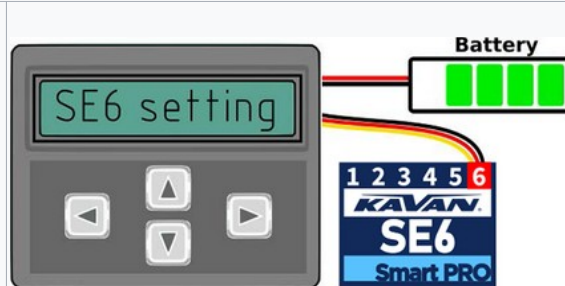 Battery
SE6 setting
1 2 3 4 5 6
KAVAN
SE6
Smart PRO